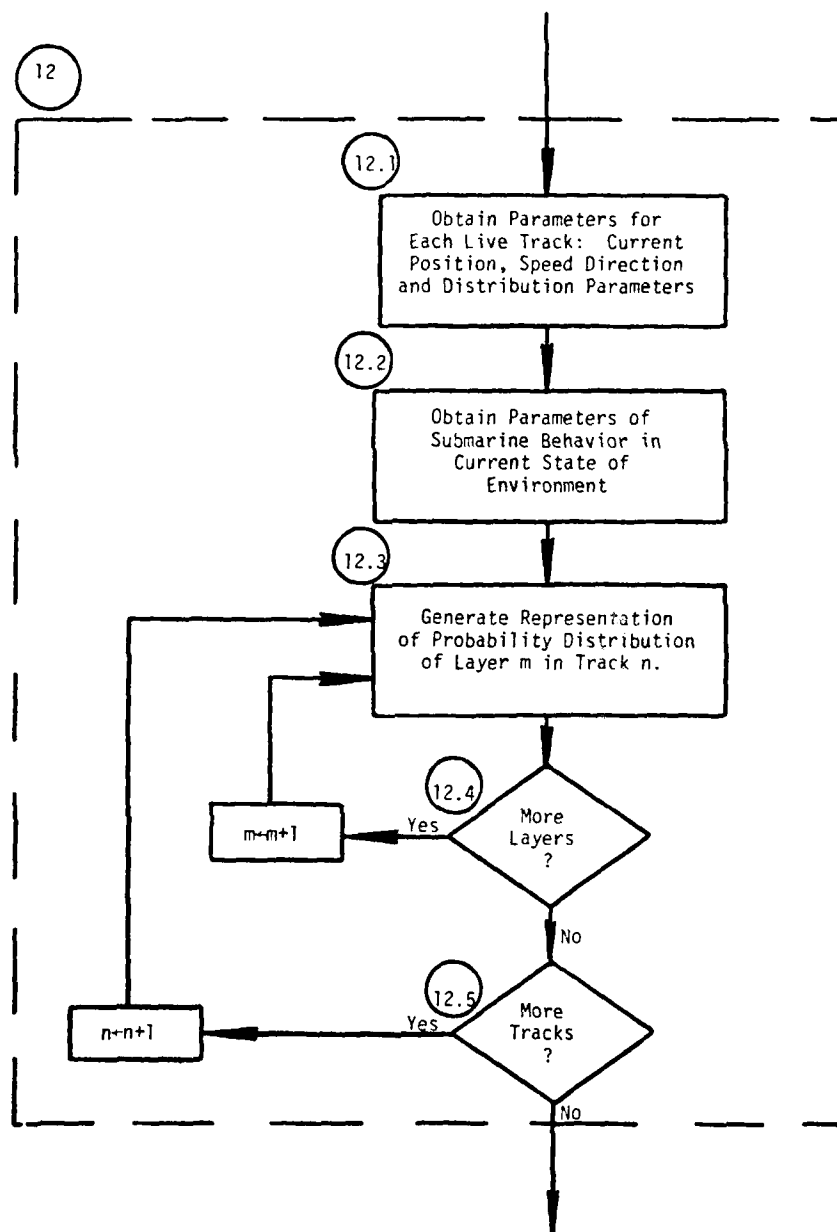 12
12.1
Obtain Parameters for
Each Live Track: Current
Position, Speed Direction
and Distribution Parameters
12.2
Obtain Parameters of
Submarine Behavior in
Current State of
Environment
12.3
Generate Representation
of Probability Distribution
of Layer m in Track n.
12.4
More
Layers
?
Yes
m←m+1
No
12.5
More
Tracks
?
Yes
n←n+1
No